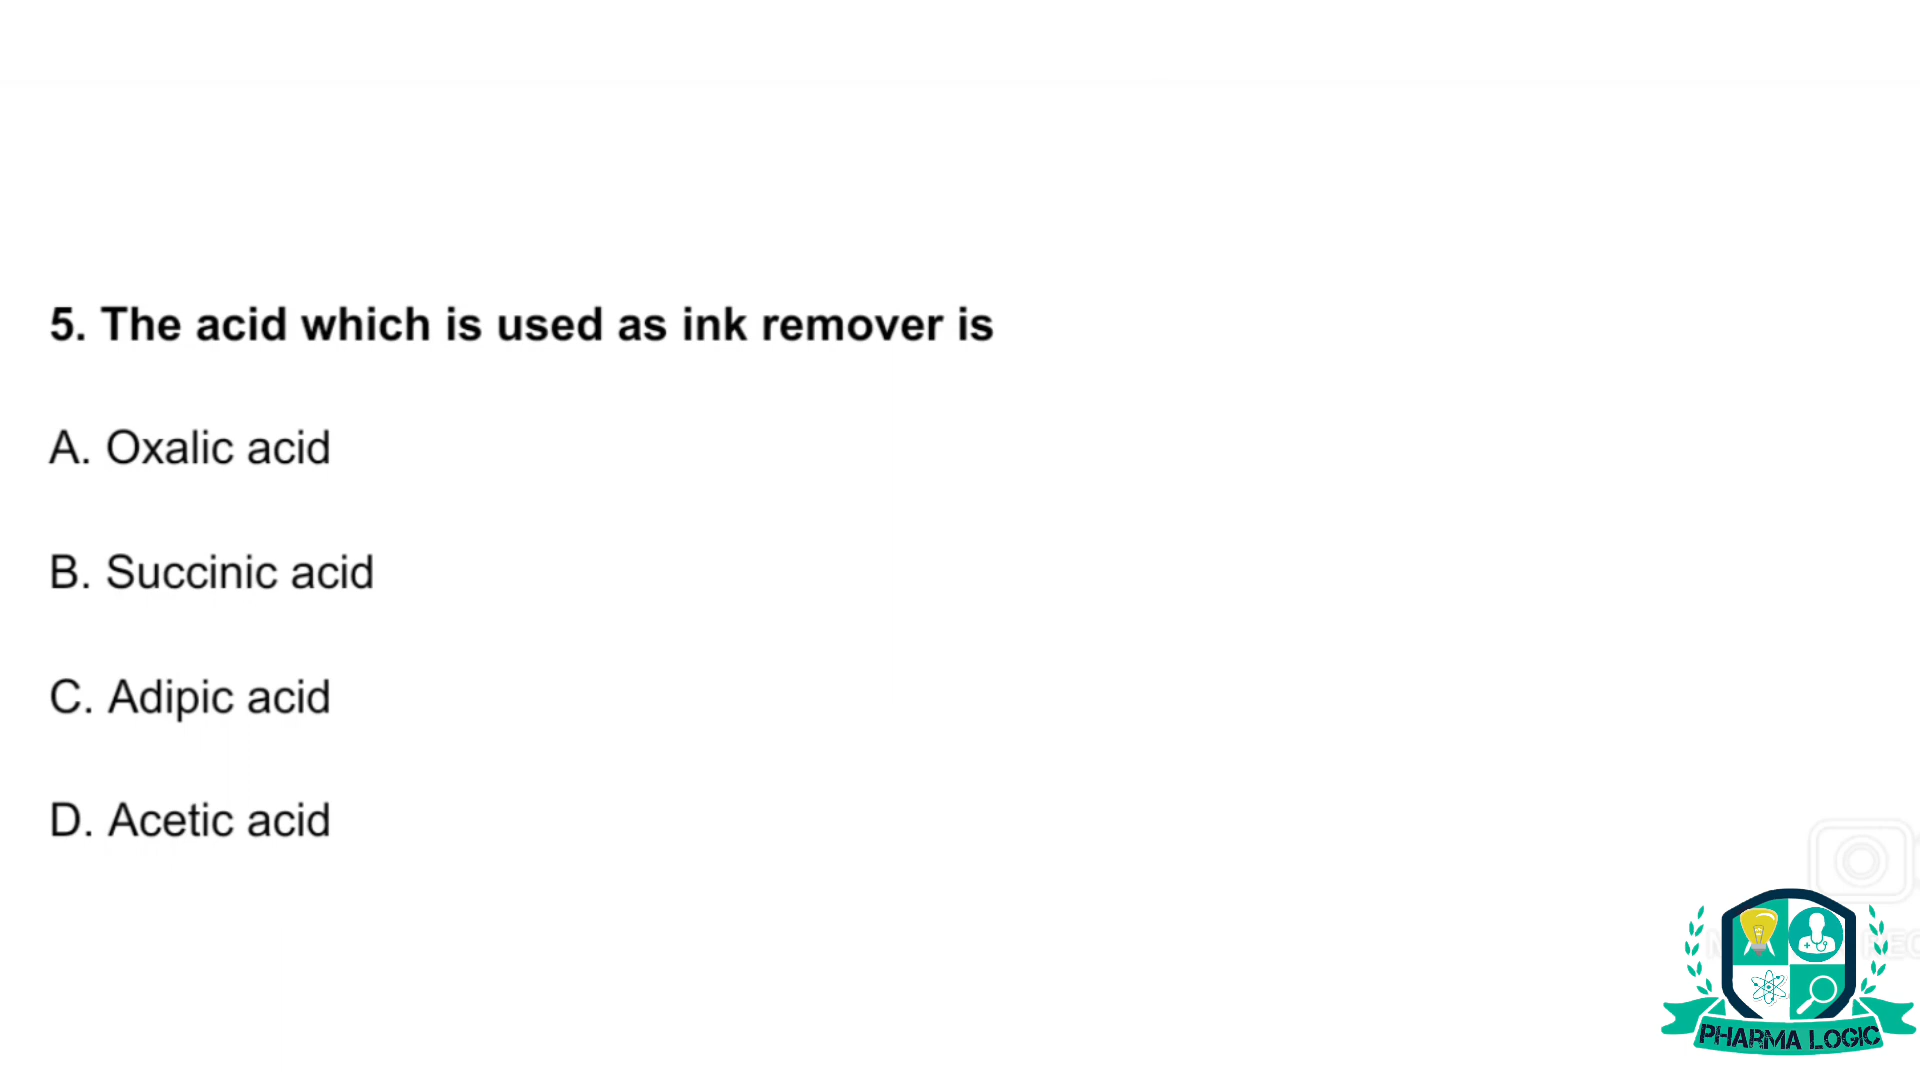 5. The acid which is used as ink remover is
A. Oxalic acid
B. Succinic acid
C. Adipic acid
D. Acetic acid
PHARMA LOGIC